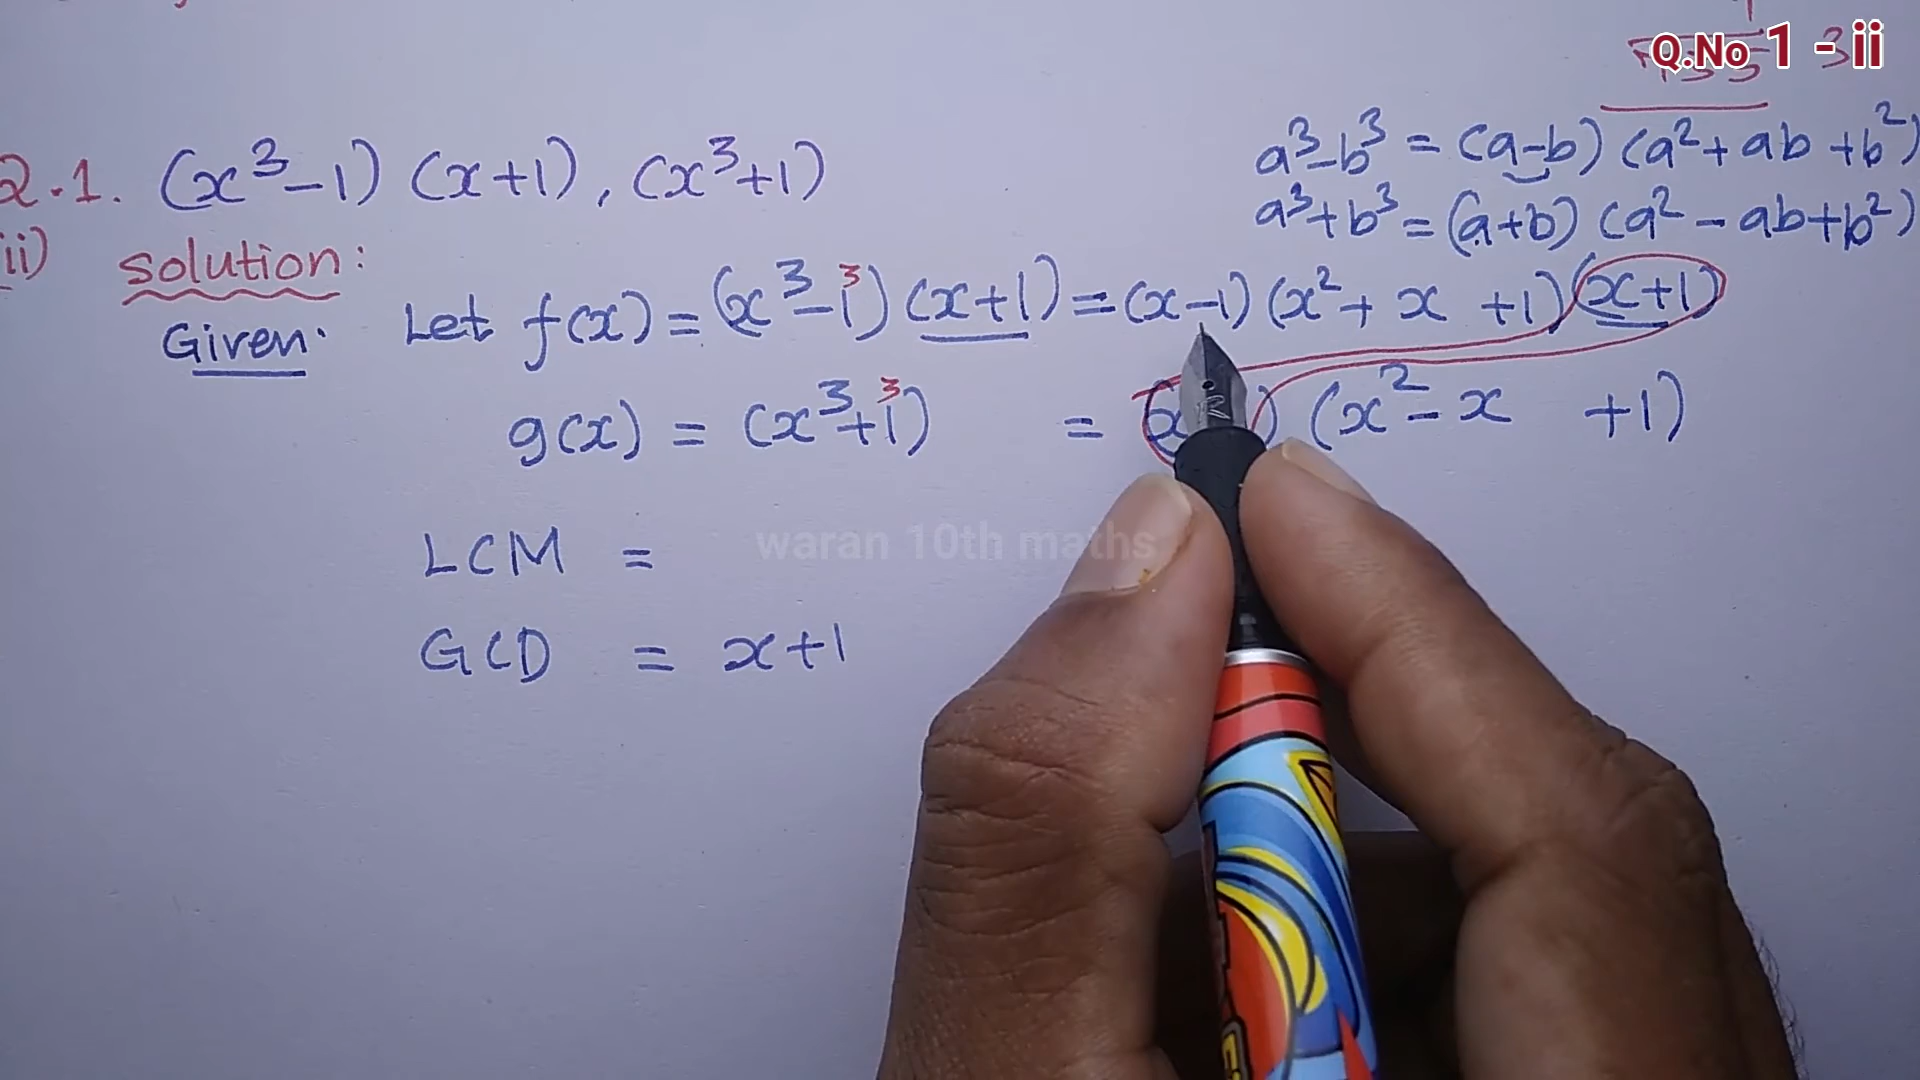 Q.No 1 - ii
a³-b³ = (a-b) (a²+ab+b²)
a³+b³ = (a+b) (a²-ab+b²)
Q.1. (x³-1) (x+1), (x³+1)
ii) Solution:
Given: Let f(x) = (x³-1³) (x+1) = (x-1) (x²+ x +1) (x+1)
g(x) = (x³+1³) = (x ) (x²-x +1)
LCM =
waran 10th maths
GCD = x+1